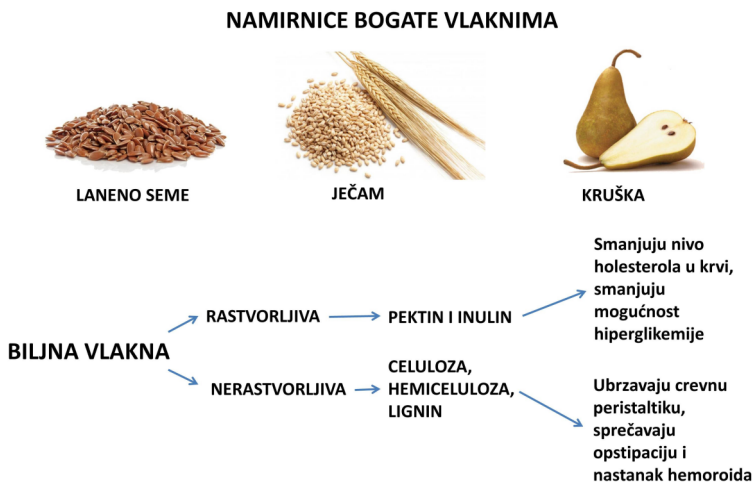 NAMIRNICE BOGATE VLAKNIMA
LANENO SEME
JEČAM
KRUŠKA
BILJNA VLAKNA
RASTVORLJIVA
PEKTIN I INULIN
Smanjuju nivo
holesterola u krvi,
smanjuju
mogućnost
hiperglikemije
NERASTVORLJIVA
CELULOZA,
HEMICELULOZA,
LIGNIN
Ubrzavaju crevnu
peristaltiku,
sprečavaju
opstipaciju i
nastanak hemoroida